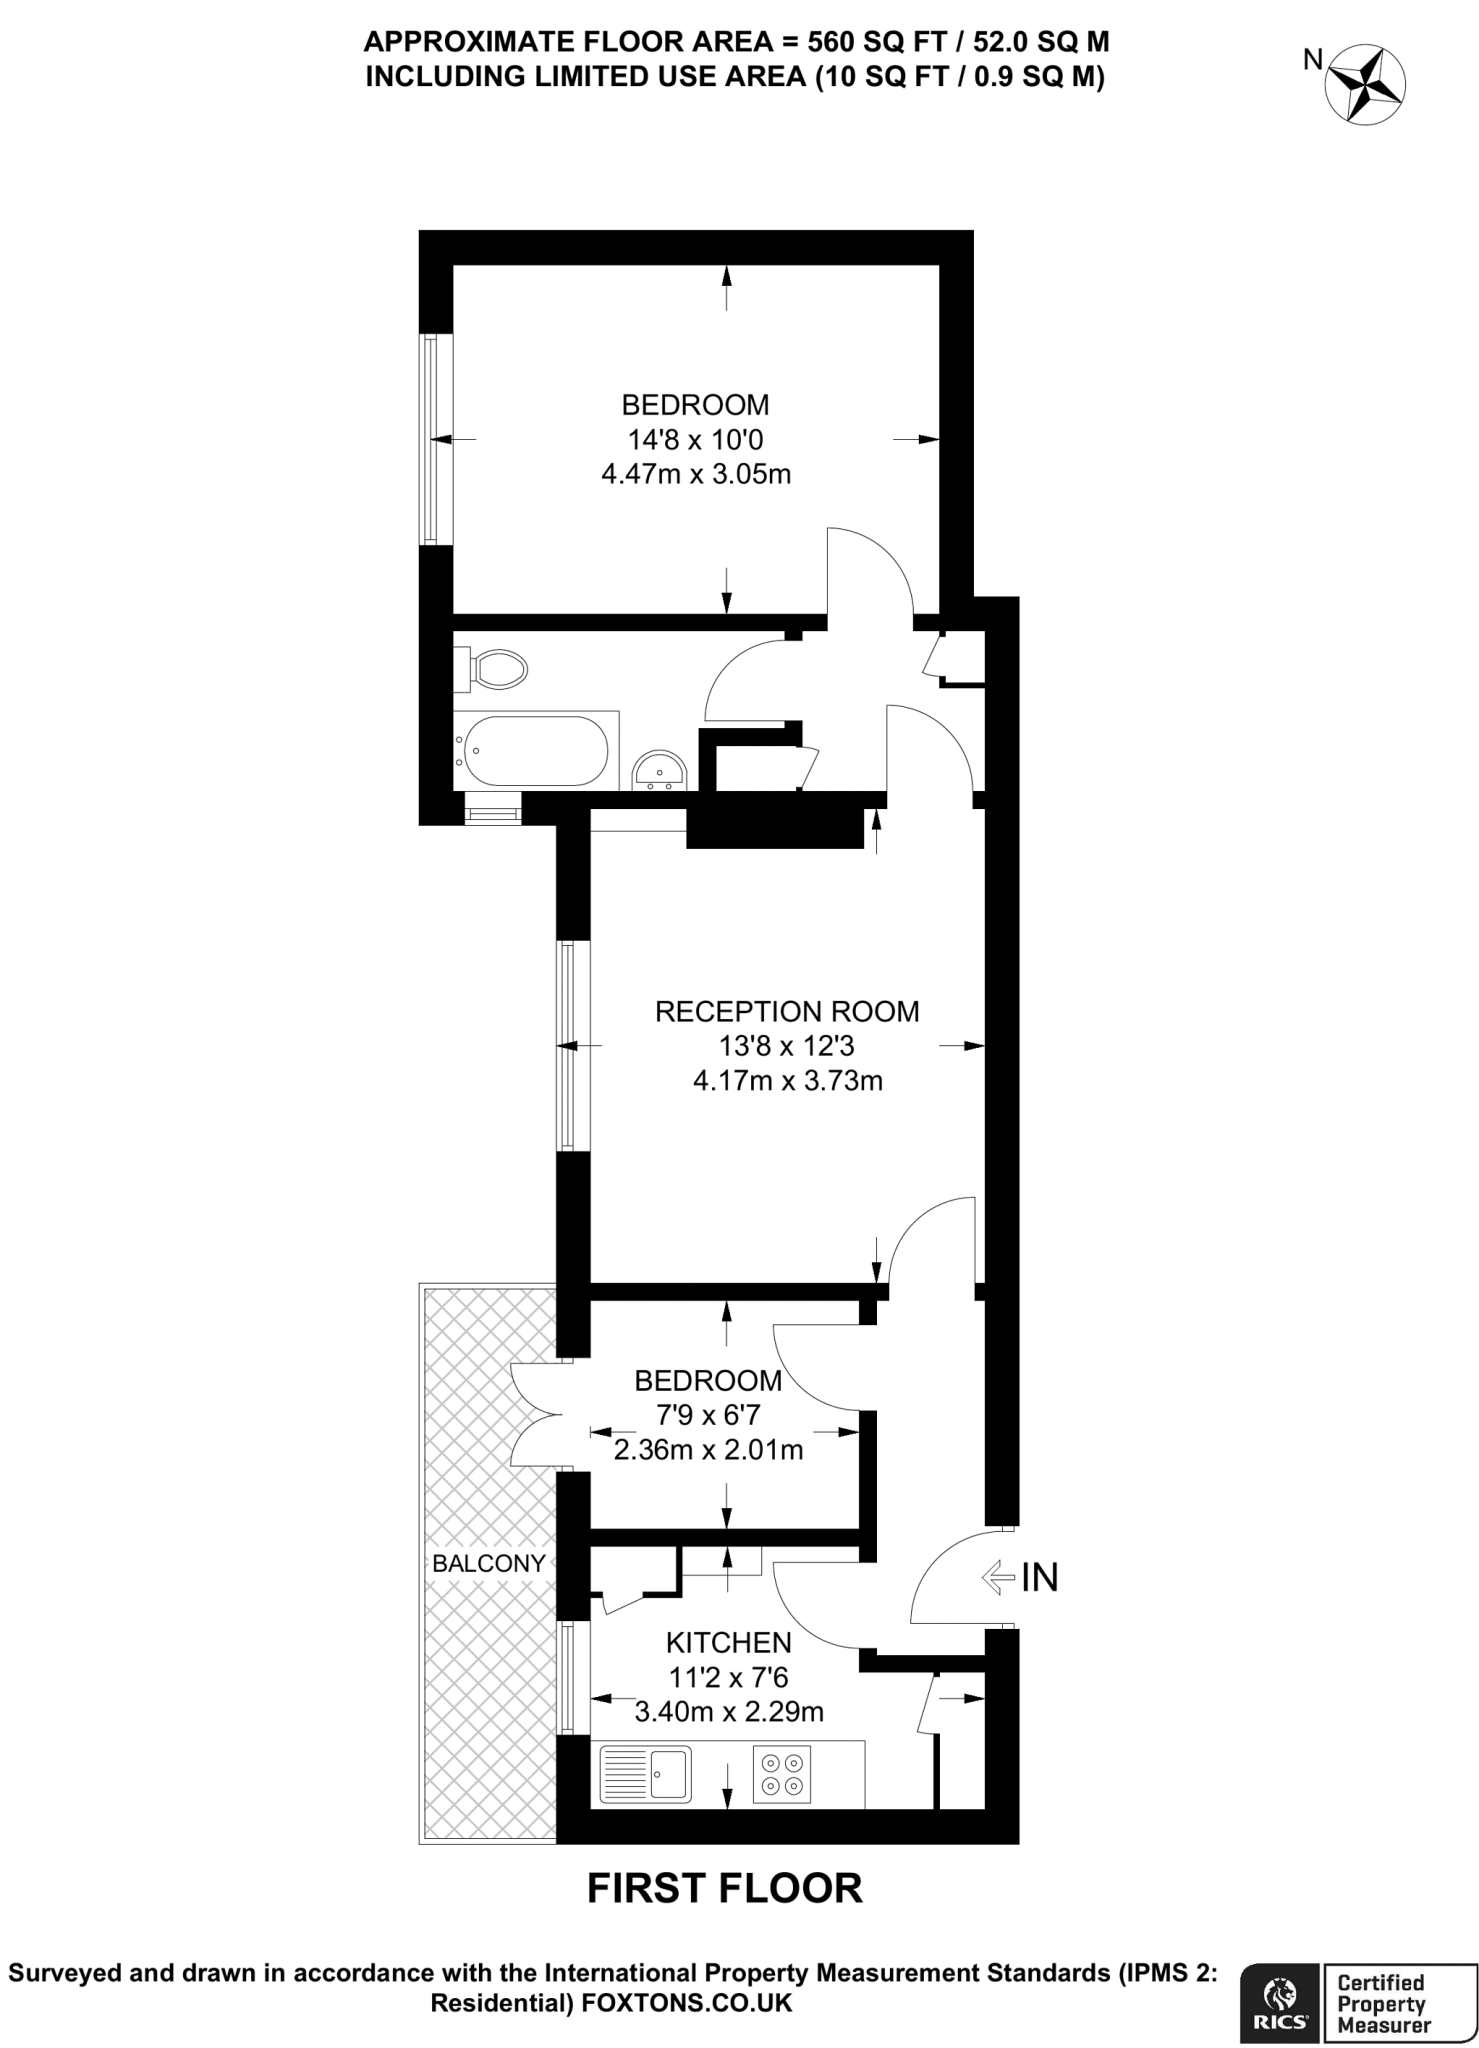 APPROXIMATE FLOOR AREA = 560 SQ FT / 52.0 SQ M
INCLUDING LIMITED USE AREA (10 SQ FT / 0.9 SQ M)
N
BEDROOM
14'8 x 10'0
4.47m x 3.05m
RECEPTION ROOM
13'8 x 12'3
4.17m x 3.73m
BEDROOM
7'9 x 6'7
2.36m x 2.01m
BALCONY
IN
KITCHEN
11'2 x 7'6
3.40m x 2.29m
FIRST FLOOR
Surveyed and drawn in accordance with the International Property Measurement Standards (IPMS 2:
Residential) FOXTONS.CO.UK
RICS
Certified
Property
Measurer